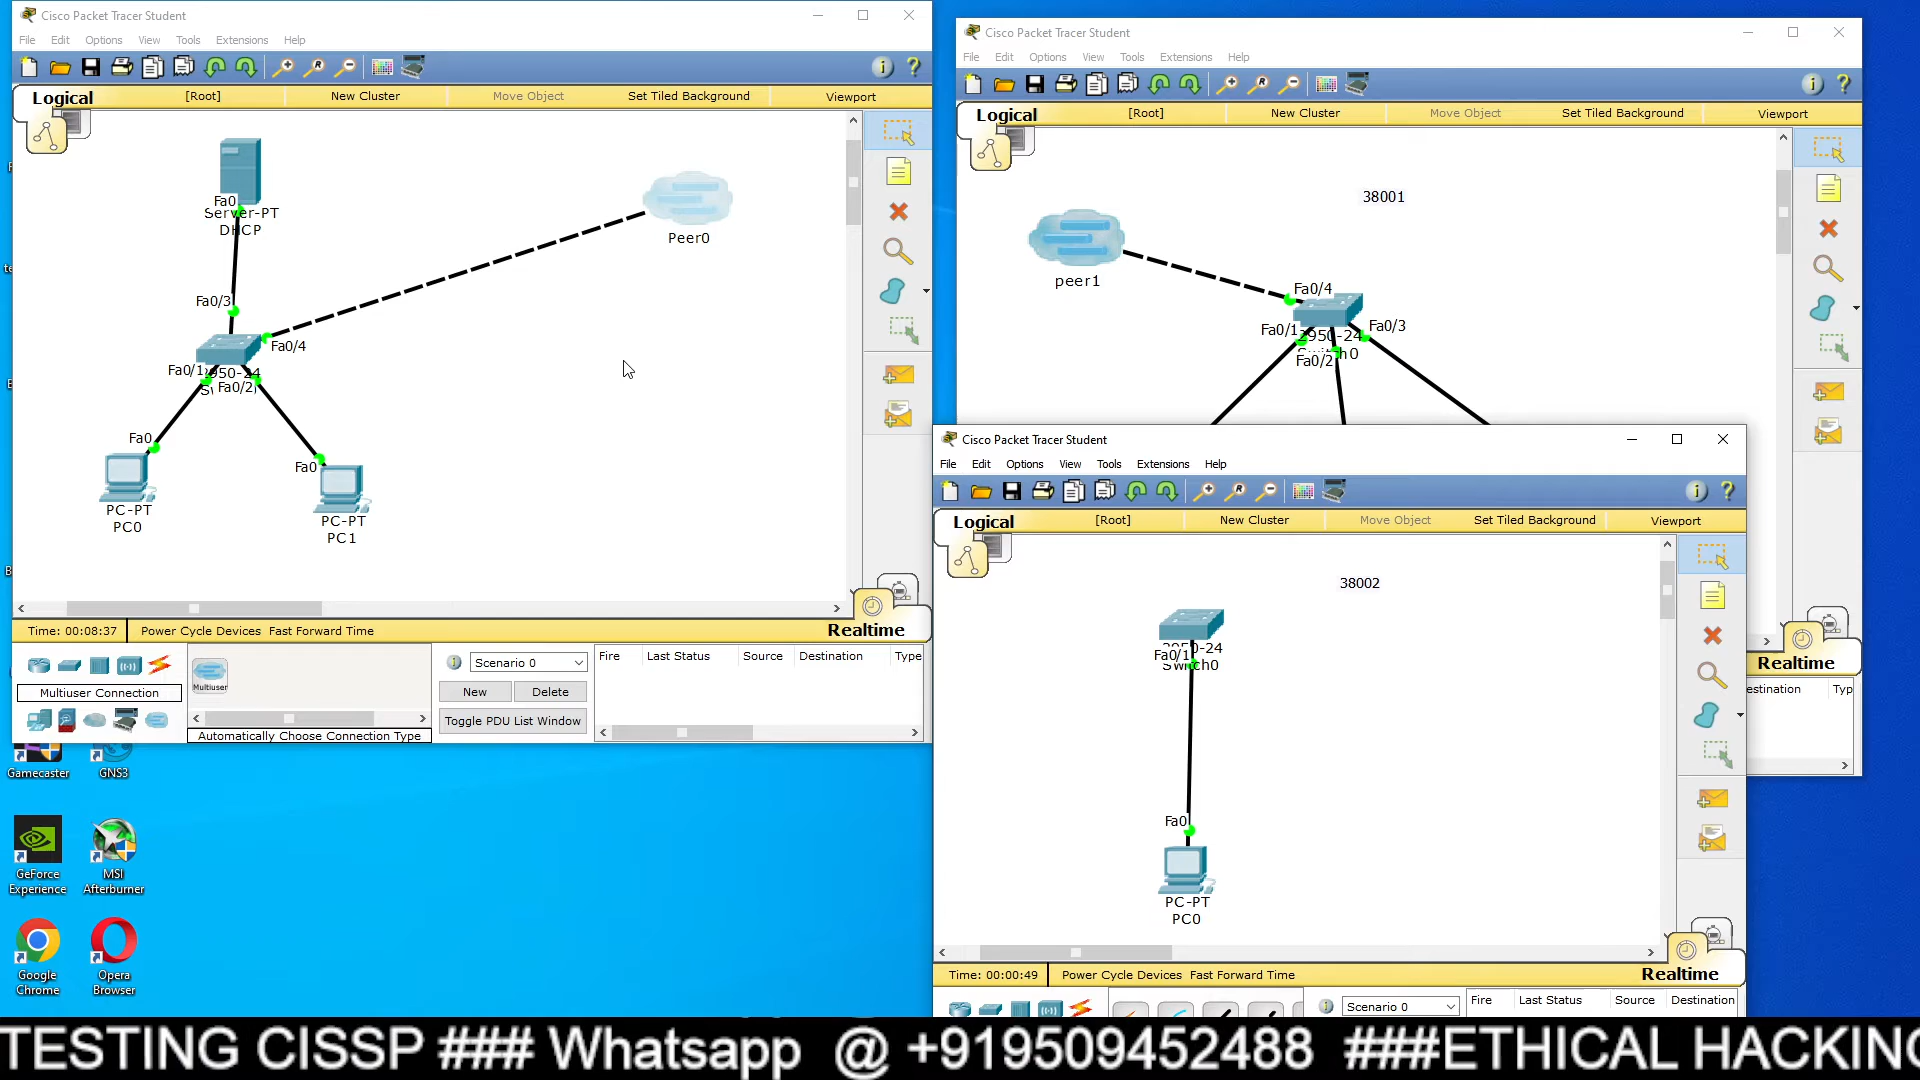 Cisco Packet Tracer Student
File Edit Options View Tools Extensions Help
Logical [Root] New Cluster Move Object Set Tiled Background Viewport
Fa0
Server-PT
DHCP
Peer0
Fa0/3
Fa0/4
Fa0/1
Fa0/2
Fa0
Fa0
PC-PT
PC0
PC-PT
PC1
Time: 00:08:37 Power Cycle Devices Fast Forward Time Realtime
Multiuser Connection
Multiuser
Automatically Choose Connection Type
Scenario 0
New Delete
Toggle PDU List Window
Fire Last Status Source Destination Type
Cisco Packet Tracer Student
File Edit Options View Tools Extensions Help
Logical [Root] New Cluster Move Object Set Tiled Background Viewport
38001
peer1
Fa0/4
Fa0/1
Fa0/3
2950-24
Fa0/2
Realtime
Cisco Packet Tracer Student
File Edit Options View Tools Extensions Help
Logical [Root] New Cluster Move Object Set Tiled Background Viewport
38002
Fa0/1
Switch0
Fa0
PC-PT
PC0
Time: 00:00:49 Power Cycle Devices Fast Forward Time Realtime
Scenario 0
Fire Last Status Source Destination
Gamecaster
GNS3
GeForce
Experience
MSI
Afterburner
Google
Chrome
Opera
Browser
TESTING CISSP ### Whatsapp @ +919509452488 ###ETHICAL HACKING